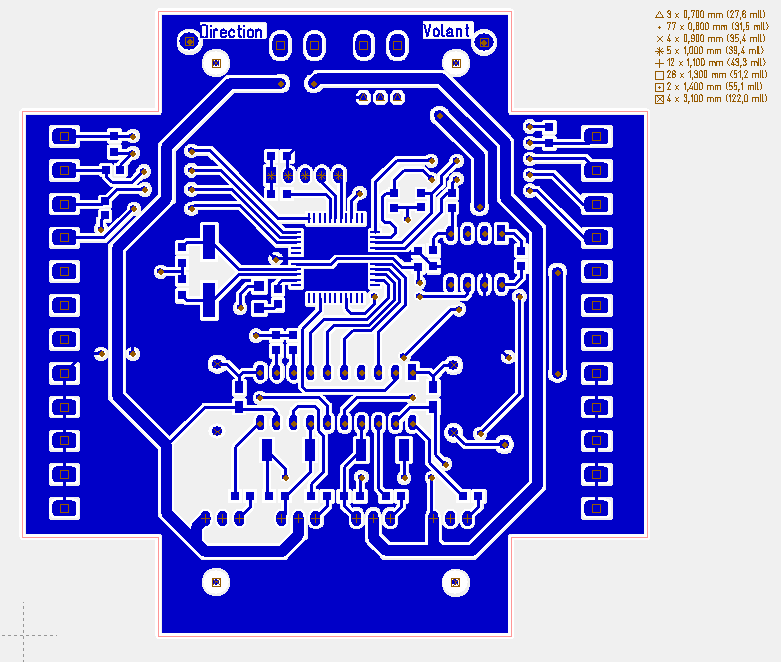 Direction
Volant
3 x 0,700 mm (27,6 mil)
77 x 0,800 mm (31,5 mil)
4 x 0,900 mm (35,4 mil)
5 x 1,000 mm (39,4 mil)
12 x 1,100 mm (43,3 mil)
26 x 1,300 mm (51,2 mil)
2 x 1,400 mm (55,1 mil)
4 x 3,100 mm (122,0 mil)